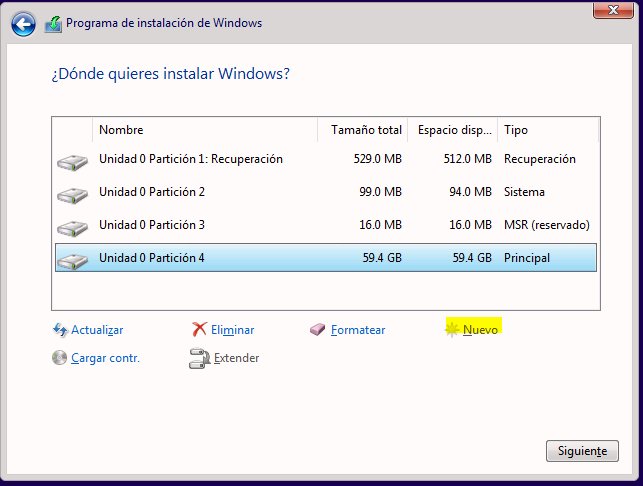 Programa de instalación de Windows
¿Dónde quieres instalar Windows?
Nombre Tamaño total Espacio disp... Tipo
Unidad 0 Partición 1: Recuperación 529.0 MB 512.0 MB Recuperación
Unidad 0 Partición 2 99.0 MB 94.0 MB Sistema
Unidad 0 Partición 3 16.0 MB 16.0 MB MSR (reservado)
Unidad 0 Partición 4 59.4 GB 59.4 GB Principal
Actualizar Eliminar Formatear Nuevo
Cargar contr. Extender
Siguiente